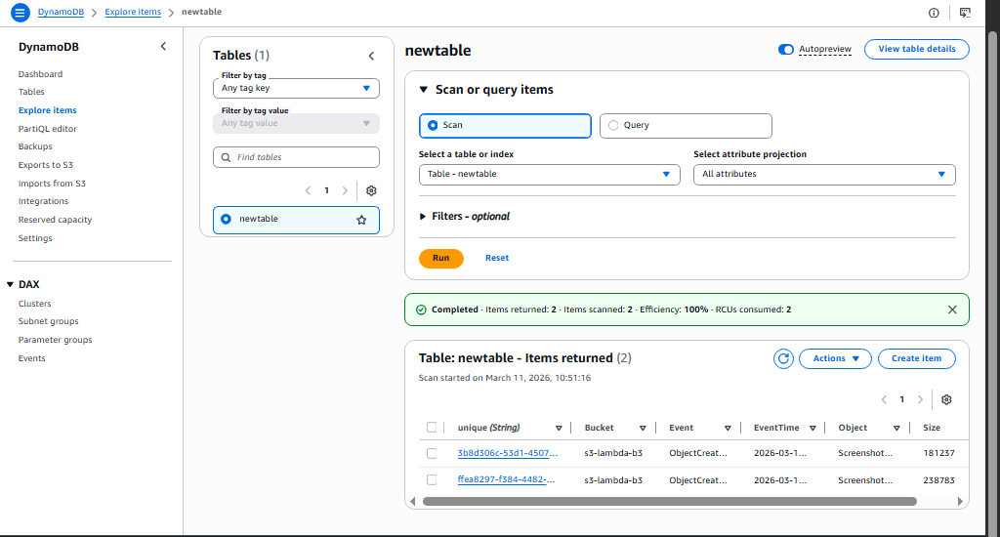 DynamoDB > Explore items > newtable
DynamoDB
Dashboard
Tables
Explore items
PartiQL editor
Backups
Exports to S3
Imports from S3
Integrations
Reserved capacity
Settings
DAX
Clusters
Subnet groups
Parameter groups
Events
Tables (1)
Filter by tag
Any tag key
Filter by tag value
Any tag value
Find tables
1
newtable
newtable
Autopreview
View table details
Scan or query items
Scan
Query
Select a table or index
Select attribute projection
Table - newtable
All attributes
Filters - optional
Run
Reset
Completed · Items returned: 2 · Items scanned: 2 · Efficiency: 100% · RCUs consumed: 2
Table: newtable - Items returned (2)
Actions
Create item
Scan started on March 11, 2026, 10:51:16
1
unique (String) Bucket Event EventTime Object Size
3b8d306c-53d1-4507... s3-lambda-b3 ObjectCreat... 2026-03-1... Screenshot... 181237
ffea8297-f384-4482-... s3-lambda-b3 ObjectCreat... 2026-03-1... Screenshot... 238783